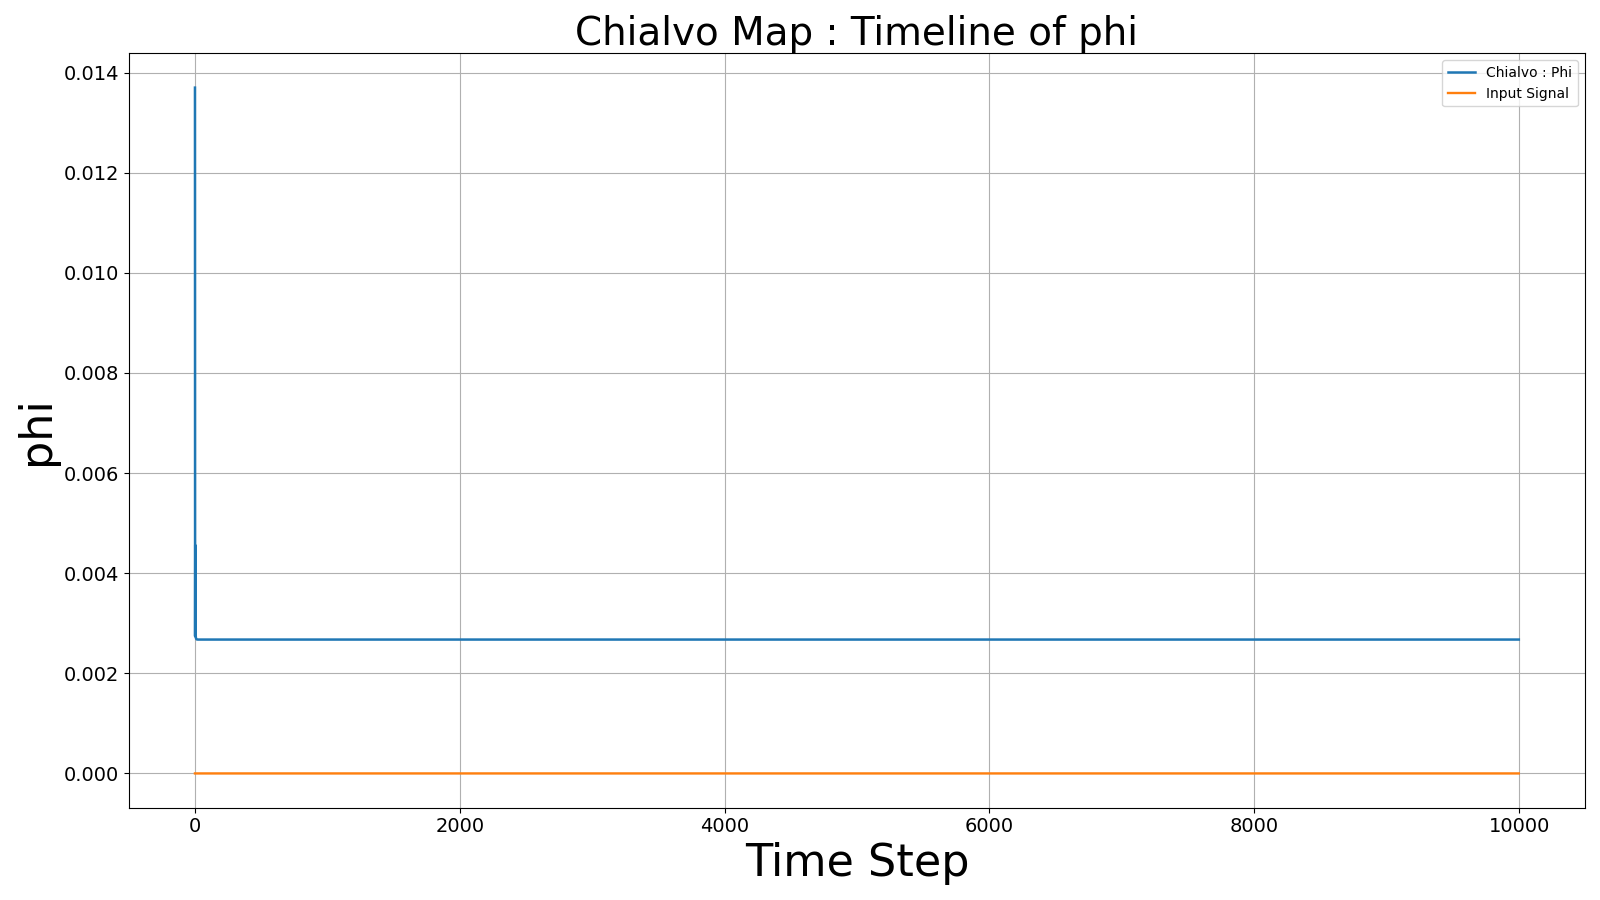 Chialvo Map : Timeline of phi
Chialvo : Phi
Input Signal
0.014
0.012
0.010
0.008
0.006
0.004
0.002
0.000
phi
0 2000 4000 6000 8000 10000
Time Step